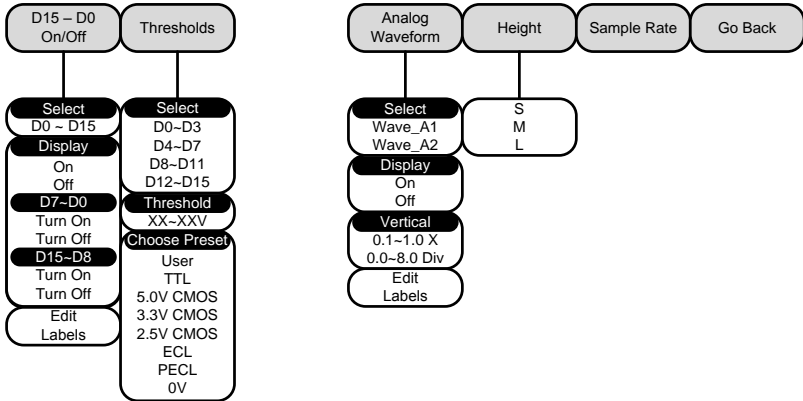 D15 – D0
On/Off
Thresholds
Analog
Waveform
Height
Sample Rate
Go Back
Select
D0 ~ D15
Display
On
Off
D7~D0
Turn On
Turn Off
D15~D8
Turn On
Turn Off
Edit
Labels
Select
D0~D3
D4~D7
D8~D11
D12~D15
Threshold
XX~XXV
Choose Preset
User
TTL
5.0V CMOS
3.3V CMOS
2.5V CMOS
ECL
PECL
0V
Select
Wave_A1
Wave_A2
Display
On
Off
Vertical
0.1~1.0 X
0.0~8.0 Div
Edit
Labels
S
M
L